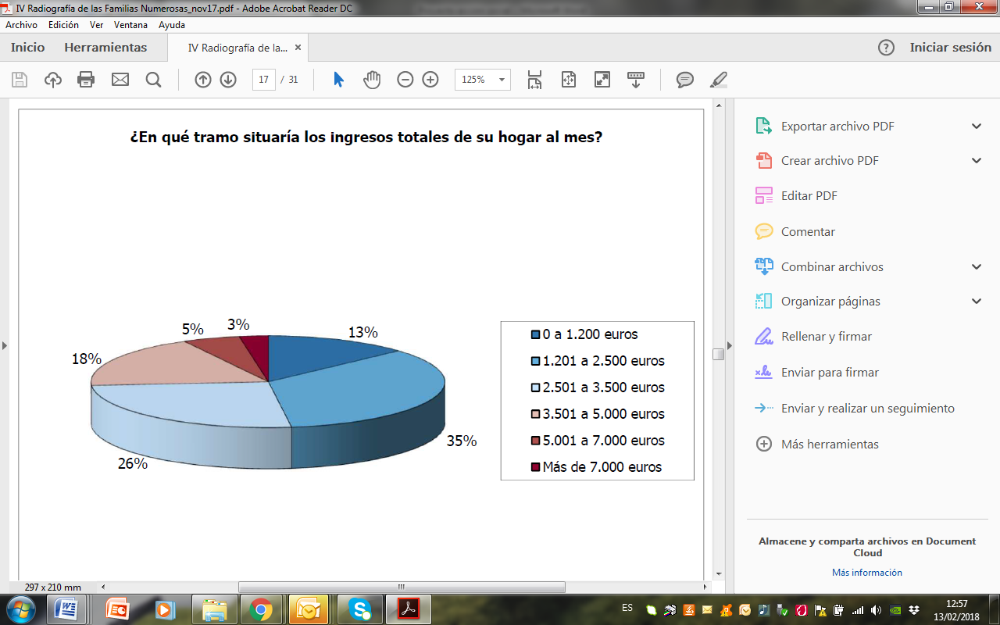 IV Radiografía de las Familias Numerosas_nov17.pdf - Adobe Acrobat Reader DC
Archivo Edición Ver Ventana Ayuda
Inicio Herramientas IV Radiografía de la... × ? Iniciar sesión
17 / 31 125%
¿En qué tramo situaría los ingresos totales de su hogar al mes?
3%
5%
13%
18%
35%
26%
0 a 1.200 euros
1.201 a 2.500 euros
2.501 a 3.500 euros
3.501 a 5.000 euros
5.001 a 7.000 euros
Más de 7.000 euros
Exportar archivo PDF
Crear archivo PDF
Editar PDF
Comentar
Combinar archivos
Organizar páginas
Rellenar y firmar
Enviar para firmar
Enviar y realizar un seguimiento
Más herramientas
Almacene y comparta archivos en Document
Cloud
Más información
297 x 210 mm
ES
12:57
13/02/2018